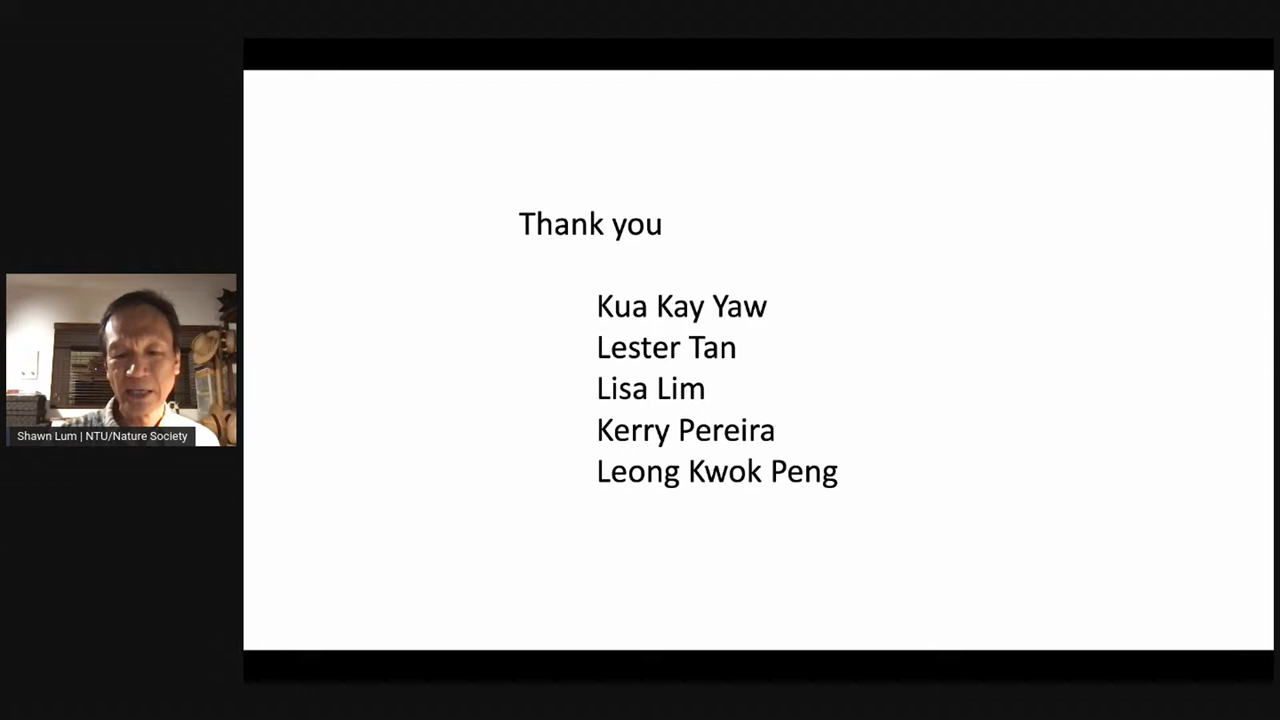 Thank you
Kua Kay Yaw
Lester Tan
Lisa Lim
Kerry Pereira
Leong Kwok Peng
Shawn Lum | NTU/Nature Society